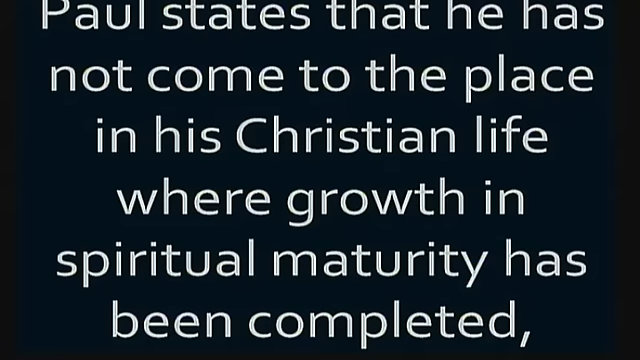 Paul states that he has
not come to the place
in his Christian life
where growth in
spiritual maturity has
been completed,